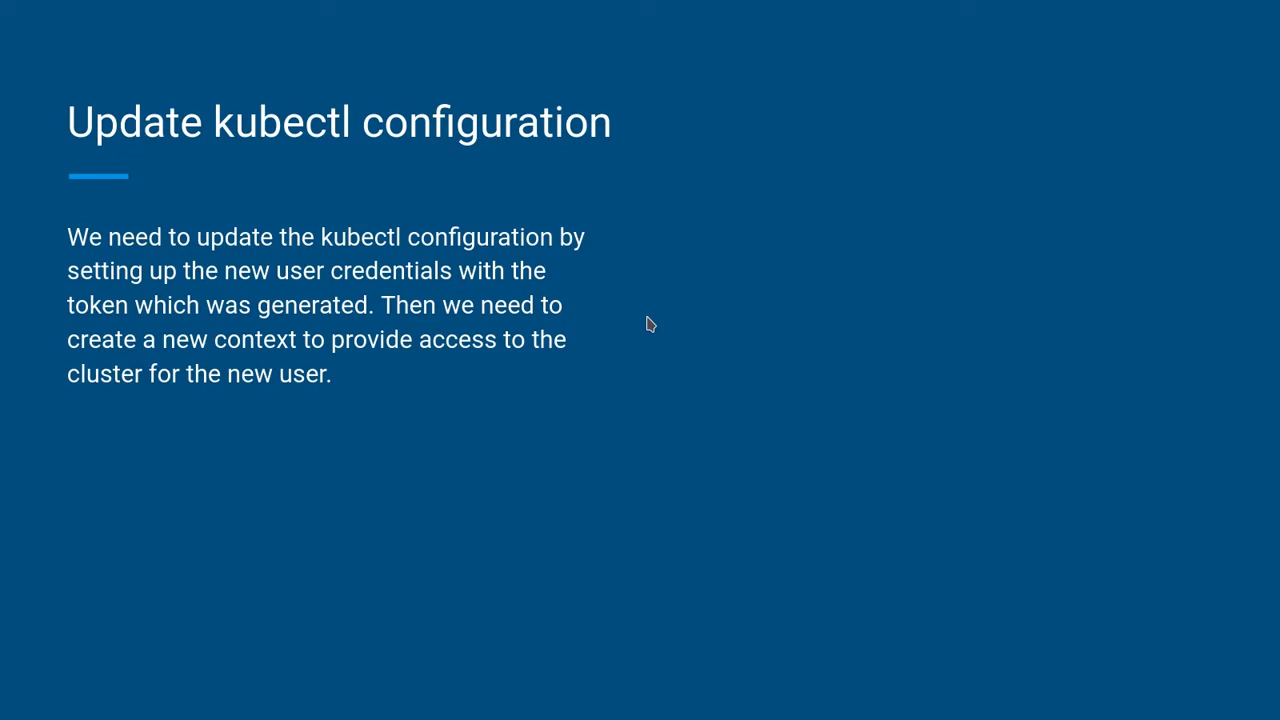 Update kubectl configuration
We need to update the kubectl configuration by
setting up the new user credentials with the
token which was generated. Then we need to
create a new context to provide access to the
cluster for the new user.